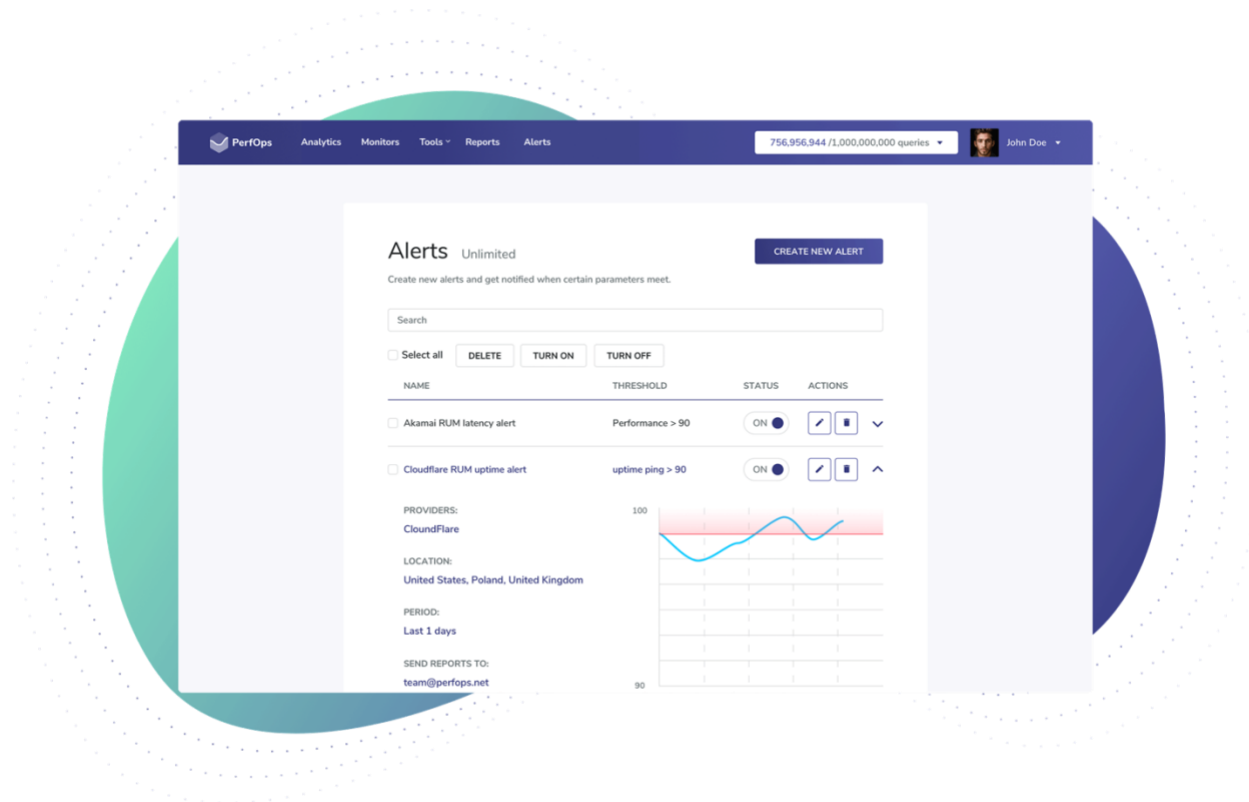 PerfOps Analytics Monitors Tools Reports Alerts 756,956,944 /1,000,000,000 queries John Doe
Alerts Unlimited CREATE NEW ALERT
Create new alerts and get notified when certain parameters meet.
Search
Select all DELETE TURN ON TURN OFF
NAME THRESHOLD STATUS ACTIONS
Akamai RUM latency alert Performance > 90 ON
Cloudflare RUM uptime alert uptime ping > 90 ON
PROVIDERS: 100
CloundFlare
LOCATION:
United States, Poland, United Kingdom
PERIOD:
Last 1 days
SEND REPORTS TO:
team@perfops.net 90